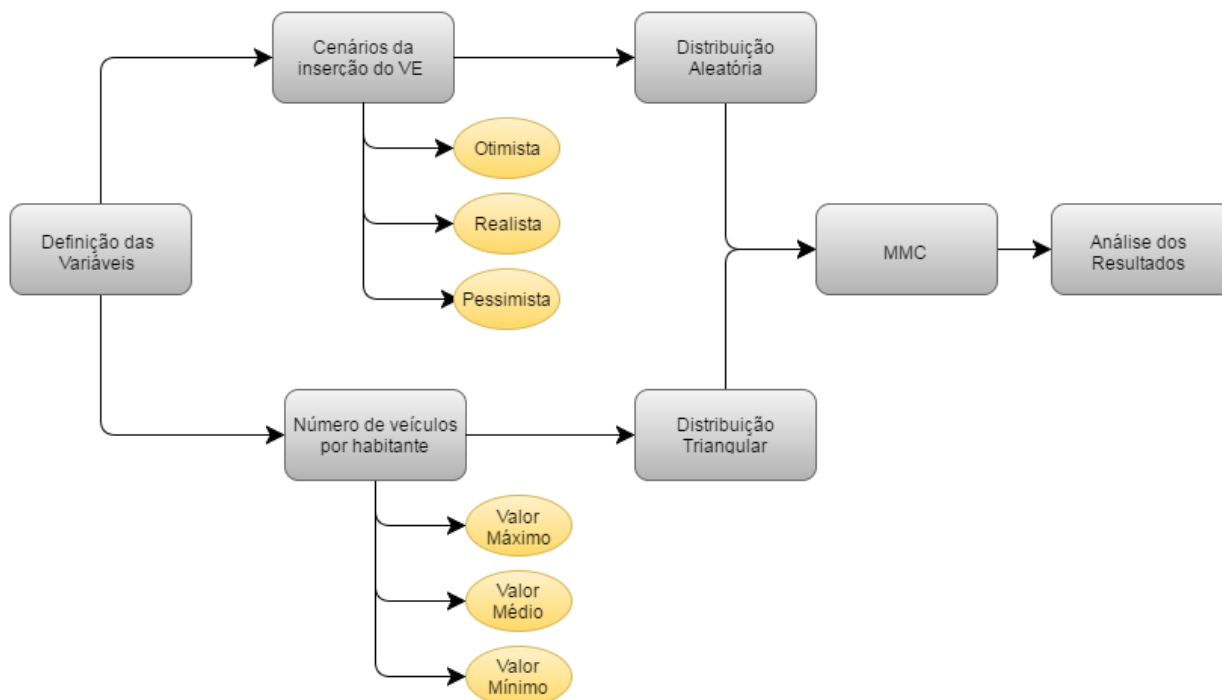 Cenários da
inserção do VE
Distribuição
Aleatória
Otimista
Realista
Pessimista
Definição das
Variáveis
MMC
Análise dos
Resultados
Número de veículos
por habitante
Distribuição
Triangular
Valor
Máximo
Valor
Médio
Valor
Mínimo